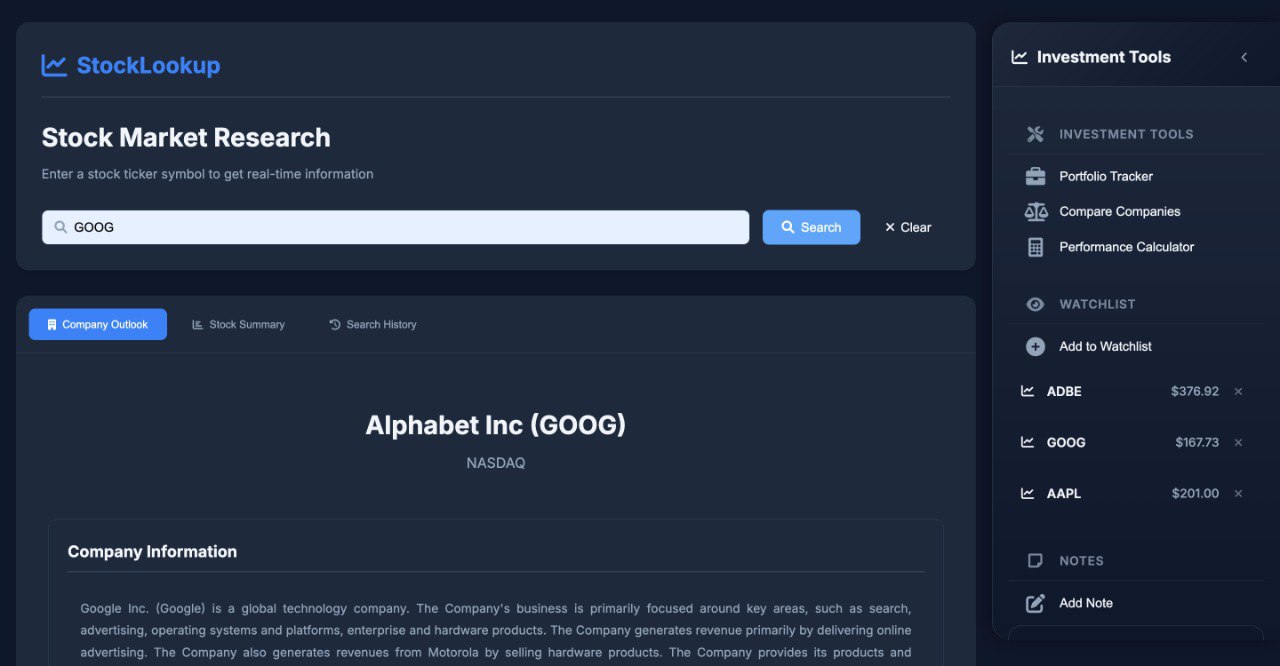 StockLookup
Stock Market Research
Enter a stock ticker symbol to get real-time information
GOOG
Search
Clear
Company Outlook
Stock Summary
Search History
Alphabet Inc (GOOG)
NASDAQ
Company Information
Google Inc. (Google) is a global technology company. The Company's business is primarily focused around key areas, such as search,
advertising, operating systems and platforms, enterprise and hardware products. The Company generates revenue primarily by delivering online
advertising. The Company also generates revenues from Motorola by selling hardware products. The Company provides its products and
Investment Tools
INVESTMENT TOOLS
Portfolio Tracker
Compare Companies
Performance Calculator
WATCHLIST
Add to Watchlist
ADBE $376.92
GOOG $167.73
AAPL $201.00
NOTES
Add Note